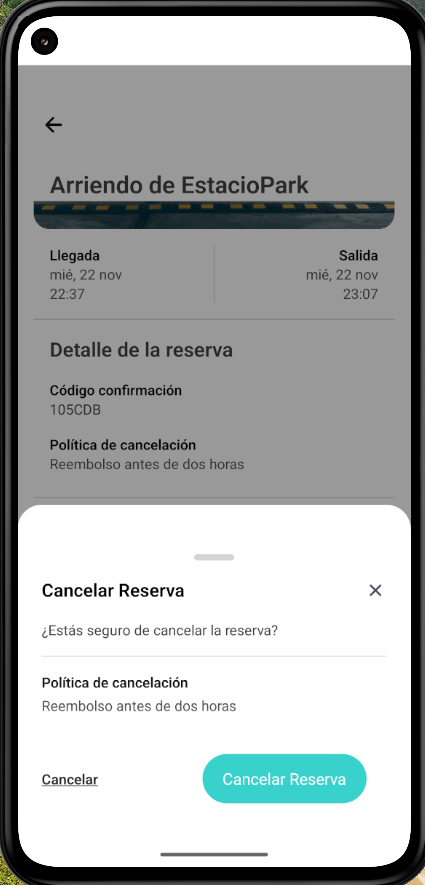 Arriendo de EstacioPark
Llegada
Salida
mié, 22 nov
mié, 22 nov
22:37
23:07
Detalle de la reserva
Código confirmación
105CDB
Política de cancelación
Reembolso antes de dos horas
Cancelar Reserva
¿Estás seguro de cancelar la reserva?
Política de cancelación
Reembolso antes de dos horas
Cancelar
Cancelar Reserva